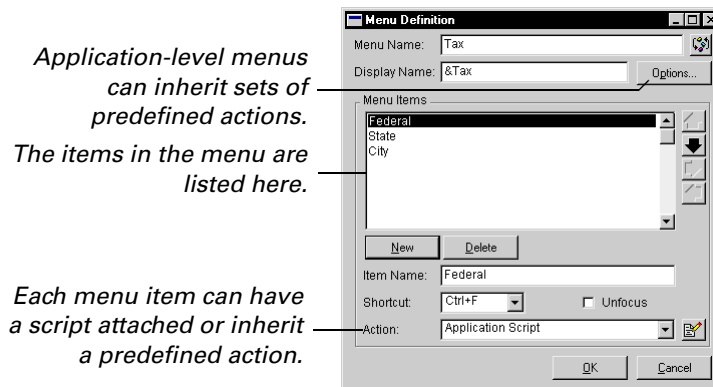 Application-level menus
can inherit sets of
predefined actions.
The items in the menu are
listed here.
Each menu item can have
a script attached or inherit
a predefined action.
Menu Definition
Menu Name: Tax
Display Name: &Tax Options...
Menu Items
Federal
State
City
New Delete
Item Name: Federal
Shortcut: Ctrl+F Unfocus
Action: Application Script
OK Cancel